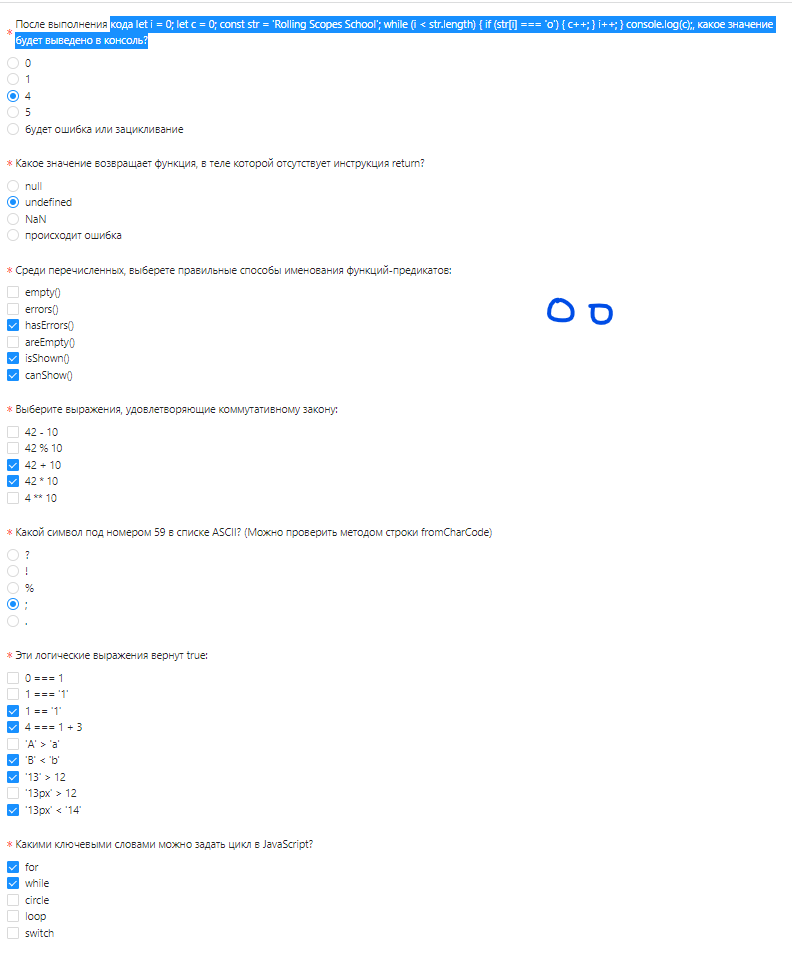 * После выполнения кода let i = 0; let c = 0; const str = 'Rolling Scopes School'; while (i < str.length) { if (str[i] === 'o') { c++; } i++; } console.log(c);, какое значение
будет выведено в консоль?
0
1
4
5
будет ошибка или зацикливание
* Какое значение возвращает функция, в теле которой отсутствует инструкция return?
null
undefined
NaN
происходит ошибка
* Среди перечисленных, выберете правильные способы именования функций-предикатов:
empty()
errors()
hasErrors()
areEmpty()
isShown()
canShow()
* Выберите выражения, удовлетворяющие коммутативному закону:
42 - 10
42 % 10
42 + 10
42 * 10
4 ** 10
* Какой символ под номером 59 в списке ASCII? (Можно проверить методом строки fromCharCode)
?
!
%
;
.
* Эти логические выражения вернут true:
0 === 1
1 === '1'
1 == '1'
4 === 1 + 3
'A' > 'a'
'B' < 'b'
'13' > 12
'13px' > 12
'13px' < '14'
* Какими ключевыми словами можно задать цикл в JavaScript?
for
while
circle
loop
switch